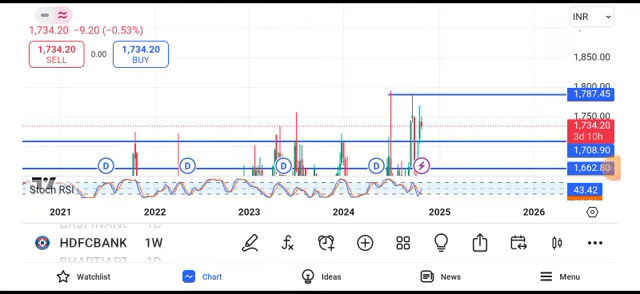 INR
1,734.20 −9.20 (−0.53%)
1,734.20
SELL
0.00
1,734.20
BUY
1,850.00
1,800.00
1,787.45
1,750.00
1,734.20
3d 10h
1,708.90
1,662.80
D
D
D
D
Stoch RSI
43.42
2021
2022
2023
2024
2025
2026
HDFCBANK
1W
Watchlist
Chart
Ideas
News
Menu